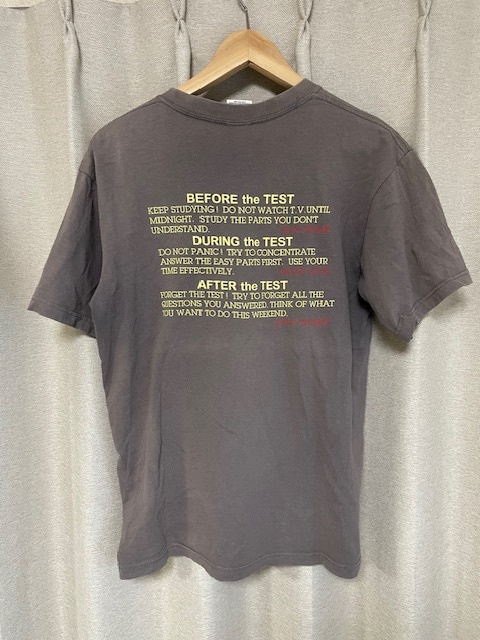 BEFORE the TEST
KEEP STUDYING! DO NOT WATCH T.V. UNTIL
MIDNIGHT. STUDY THE PARTS YOU DON'T
UNDERSTAND.
DURING the TEST
DO NOT PANIC! TRY TO CONCENTRATE
ANSWER THE EASY PARTS FIRST. USE YOUR
TIME EFFECTIVELY.
AFTER the TEST
FORGET THE TEST! TRY TO FORGET ALL THE
QUESTIONS YOU ANSWERED. THINK OF WHAT
YOU WANT TO DO THIS WEEKEND.